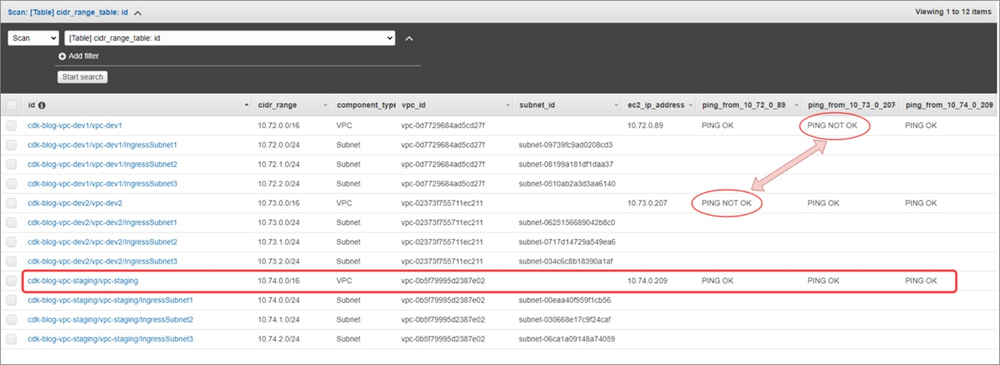 Scan: [Table] cidr_range_table: id Viewing 1 to 12 items
Scan [Table] cidr_range_table: id
Add filter
Start search
id cidr_range component_type vpc_id subnet_id ec2_ip_address ping_from_10_72_0_89 ping_from_10_73_0_207 ping_from_10_74_0_209
cdk-blog-vpc-dev1/vpc-dev1 10.72.0.0/16 VPC vpc-0d7729684ad5cd27f 10.72.0.89 PING OK PING NOT OK PING OK
cdk-blog-vpc-dev1/vpc-dev1/IngressSubnet1 10.72.0.0/24 Subnet vpc-0d7729684ad5cd27f subnet-09739fc9ad0208cd3
cdk-blog-vpc-dev1/vpc-dev1/IngressSubnet2 10.72.1.0/24 Subnet vpc-0d7729684ad5cd27f subnet-08199a181df1daa37
cdk-blog-vpc-dev1/vpc-dev1/IngressSubnet3 10.72.2.0/24 Subnet vpc-0d7729684ad5cd27f subnet-0510ab2a3d3aa6140
cdk-blog-vpc-dev2/vpc-dev2 10.73.0.0/16 VPC vpc-02373f755711ec211 10.73.0.207 PING NOT OK PING OK PING OK
cdk-blog-vpc-dev2/vpc-dev2/IngressSubnet1 10.73.0.0/24 Subnet vpc-02373f755711ec211 subnet-0625156689042b8c0
cdk-blog-vpc-dev2/vpc-dev2/IngressSubnet2 10.73.1.0/24 Subnet vpc-02373f755711ec211 subnet-0717d14729a549ea6
cdk-blog-vpc-dev2/vpc-dev2/IngressSubnet3 10.73.2.0/24 Subnet vpc-02373f755711ec211 subnet-034c6c8b18390a1af
cdk-blog-vpc-staging/vpc-staging 10.74.0.0/16 VPC vpc-0b5f79995d2387e02 10.74.0.209 PING OK PING OK PING OK
cdk-blog-vpc-staging/vpc-staging/IngressSubnet1 10.74.0.0/24 Subnet vpc-0b5f79995d2387e02 subnet-00eaa40f959f1cb56
cdk-blog-vpc-staging/vpc-staging/IngressSubnet2 10.74.1.0/24 Subnet vpc-0b5f79995d2387e02 subnet-030668e17c9f24caf
cdk-blog-vpc-staging/vpc-staging/IngressSubnet3 10.74.2.0/24 Subnet vpc-0b5f79995d2387e02 subnet-06ca1a09148a74059